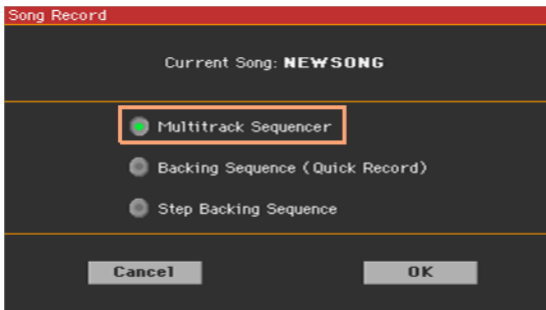 Song Record
Current Song: NEWSONG
Multitrack Sequencer
Backing Sequence (Quick Record)
Step Backing Sequence
Cancel OK